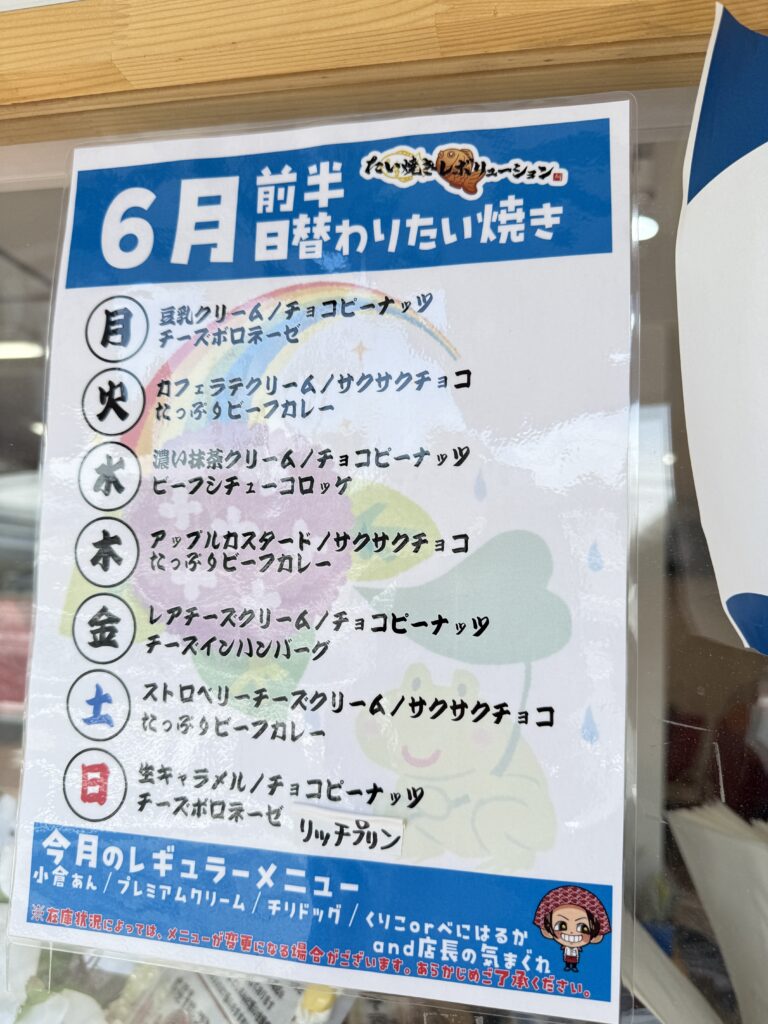 たい焼きレボリューション
6月 前半
日替わりたい焼き
月 豆乳クリーム/チョコピーナッツ
チーズボロネーゼ
火 カフェラテクリーム/サクサクチョコ
たっぷりビーフカレー
水 濃い抹茶クリーム/チョコピーナッツ
ビーフシチューコロッケ
木 アップルカスタード/サクサクチョコ
たっぷりビーフカレー
金 レアチーズクリーム/チョコピーナッツ
チーズインハンバーグ
土 ストロベリーチーズクリーム/サクサクチョコ
たっぷりビーフカレー
日 生キャラメル/チョコピーナッツ
チーズボロネーゼ リッチプリン
今月のレギュラーメニュー
小倉あん/プレミアムクリーム/チリドッグ/くりこorべにはるか
and店長の気まぐれ
※在庫状況によっては、メニューが変更になる場合がございます。あらかじめご了承ください。